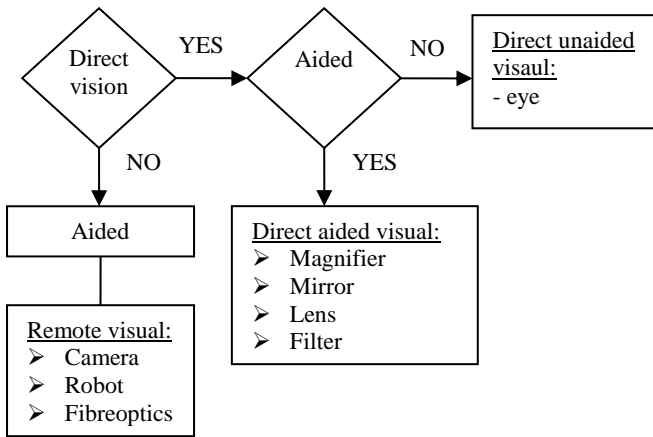 Direct
vision
YES
Aided
NO
Direct unaided
visaul:
- eye
NO
YES
Aided
Direct aided visual:
➢ Magnifier
➢ Mirror
➢ Lens
➢ Filter
Remote visual:
➢ Camera
➢ Robot
➢ Fibreoptics